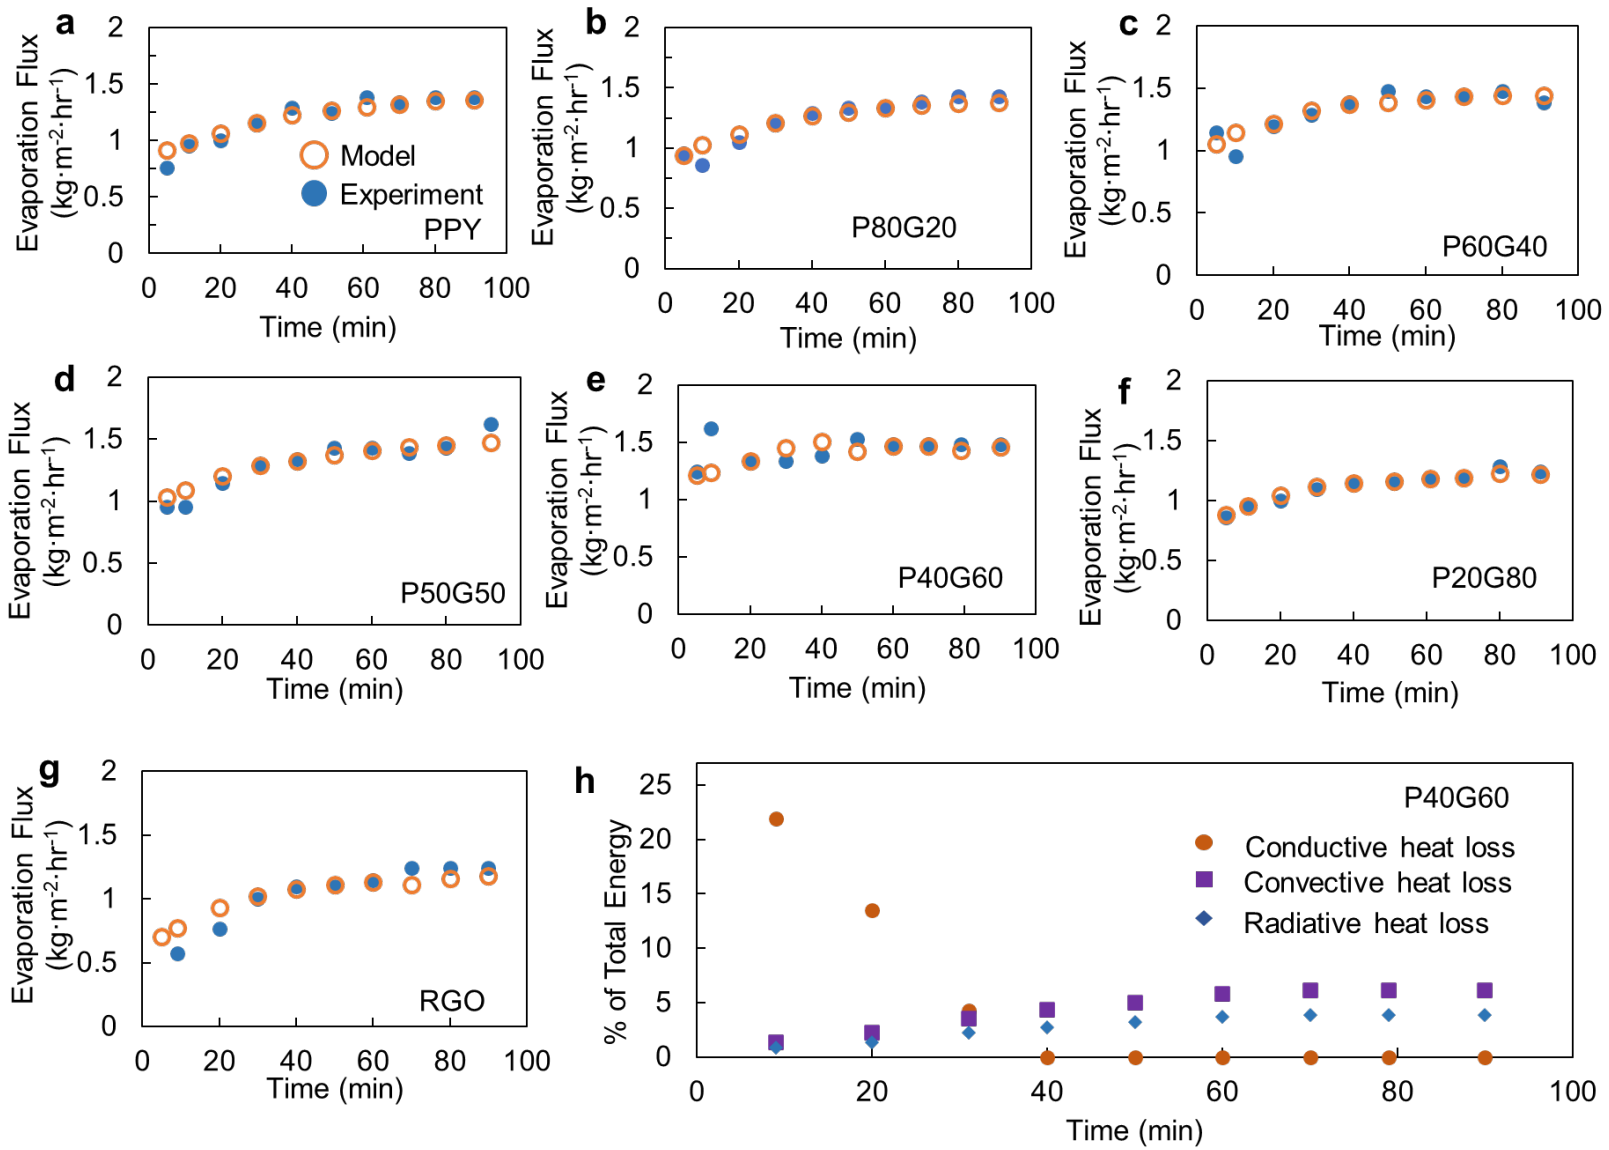 a
Evaporation Flux
(kg·m-2·hr-1)
2
1.5
1
0.5
0
Model
Experiment
PPY
0 20 40 60 80 100
Time (min)
b
Evaporation Flux
(kg·m-2·hr-1)
2
1.5
1
0.5
0
P80G20
0 20 40 60 80 100
Time (min)
c
Evaporation Flux
(kg·m-2·hr-1)
2
1.5
1
0.5
0
P60G40
0 20 40 60 80 100
Time (min)
d
Evaporation Flux
(kg·m-2·hr-1)
2
1.5
1
0.5
0
P50G50
0 20 40 60 80 100
Time (min)
e
Evaporation Flux
(kg·m-2·hr-1)
2
1.5
1
0.5
0
P40G60
0 20 40 60 80 100
Time (min)
f
Evaporation Flux
(kg·m-2·hr-1)
2
1.5
1
0.5
0
P20G80
0 20 40 60 80 100
Time (min)
g
Evaporation Flux
(kg·m-2·hr-1)
2
1.5
1
0.5
0
RGO
0 20 40 60 80 100
Time (min)
h
% of Total Energy
25
20
15
10
5
0
P40G60
Conductive heat loss
Convective heat loss
Radiative heat loss
0 20 40 60 80 100
Time (min)